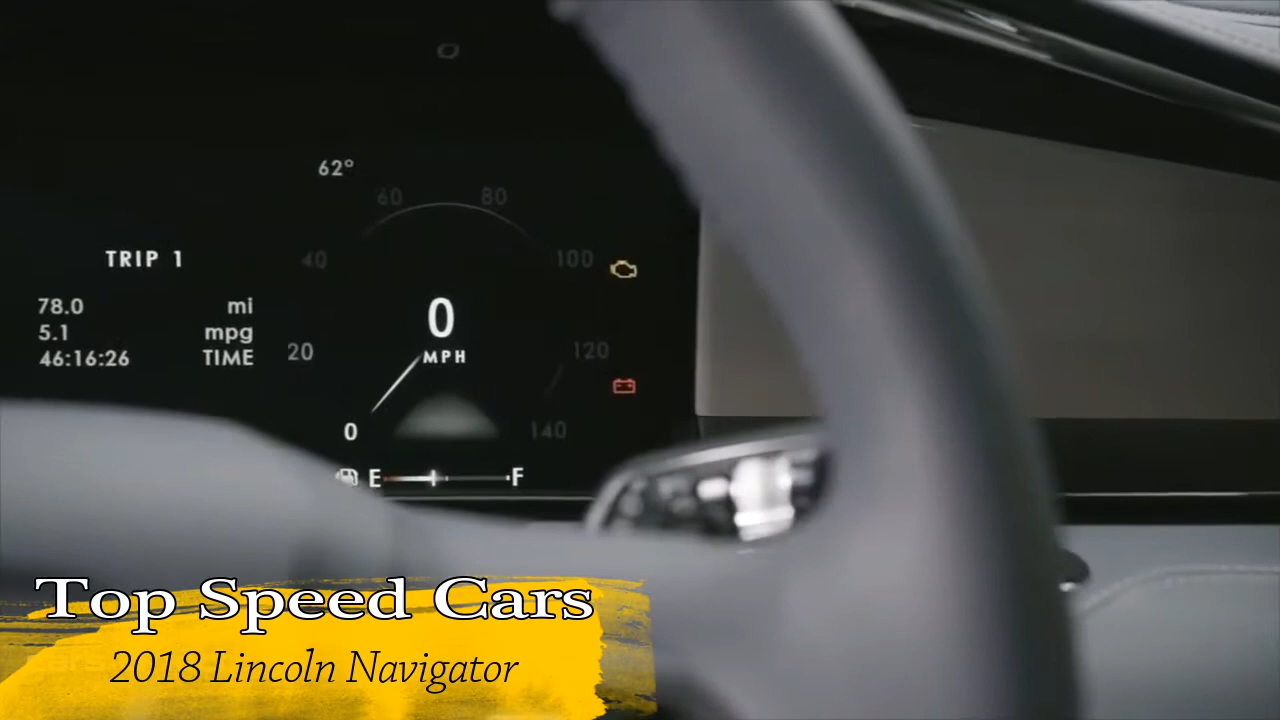 62°
60 80
TRIP 1
40 100
78.0 mi
0
5.1 mpg
MPH
46:16:26 TIME
20 120
0 140
E F
Top Speed Cars
2018 Lincoln Navigator